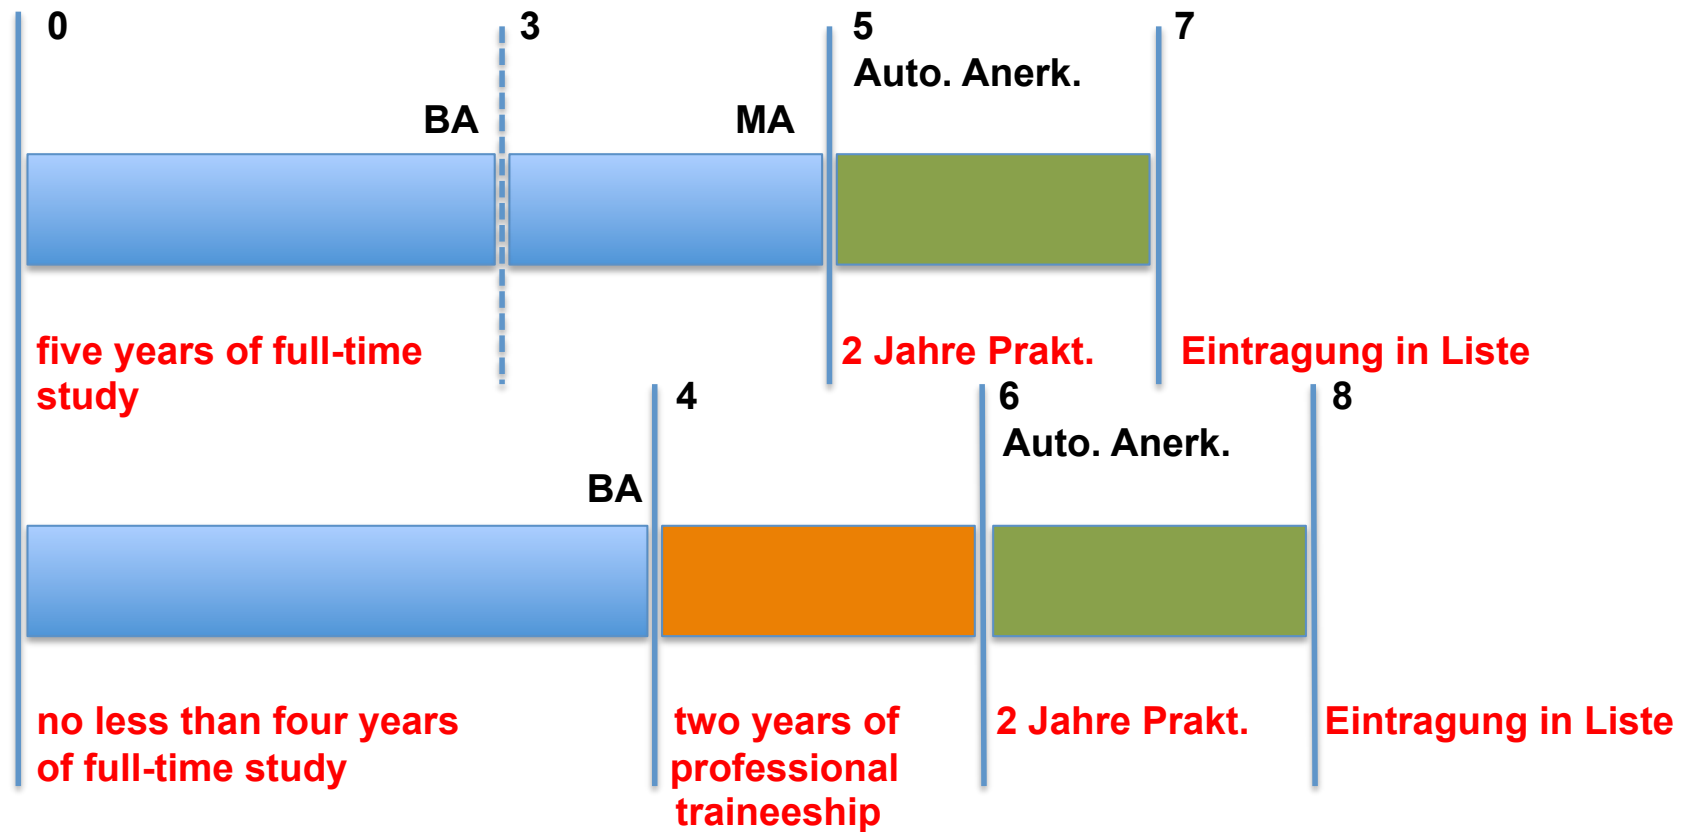 0
3
5
7
Auto. Anerk.
BA
MA
five years of full-time
study
2 Jahre Prakt.
Eintragung in Liste
4
6
8
Auto. Anerk.
BA
no less than four years
of full-time study
two years of
professional
traineeship
2 Jahre Prakt.
Eintragung in Liste